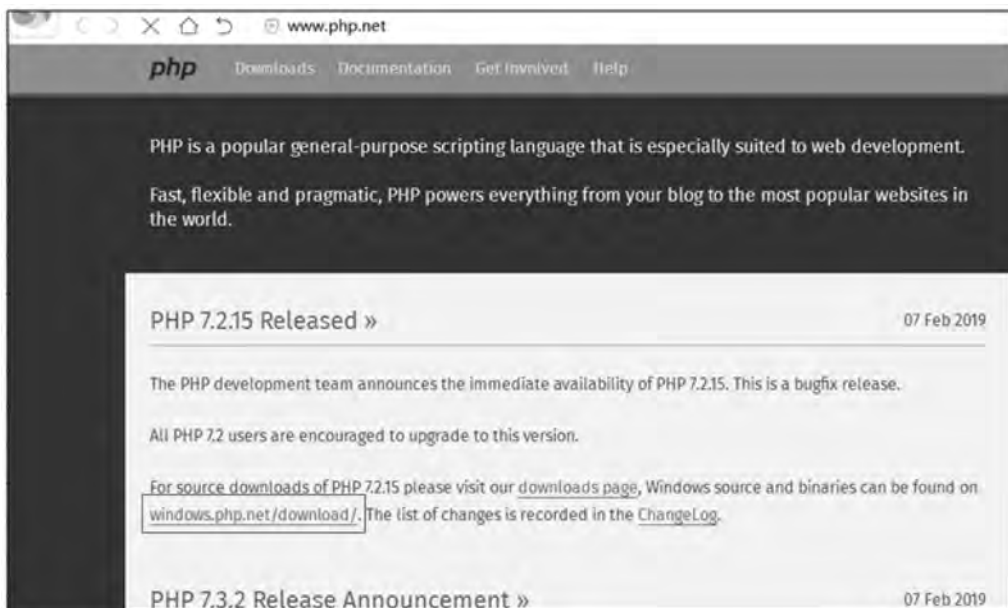 www.php.net
php Downloads Documentation Get Involved Help
PHP is a popular general-purpose scripting language that is especially suited to web development.
Fast, flexible and pragmatic, PHP powers everything from your blog to the most popular websites in
the world.
PHP 7.2.15 Released » 07 Feb 2019
The PHP development team announces the immediate availability of PHP 7.2.15. This is a bugfix release.
All PHP 7.2 users are encouraged to upgrade to this version.
For source downloads of PHP 7.2.15 please visit our downloads page, Windows source and binaries can be found on
windows.php.net/download/. The list of changes is recorded in the ChangeLog.
PHP 7.3.2 Release Announcement » 07 Feb 2019